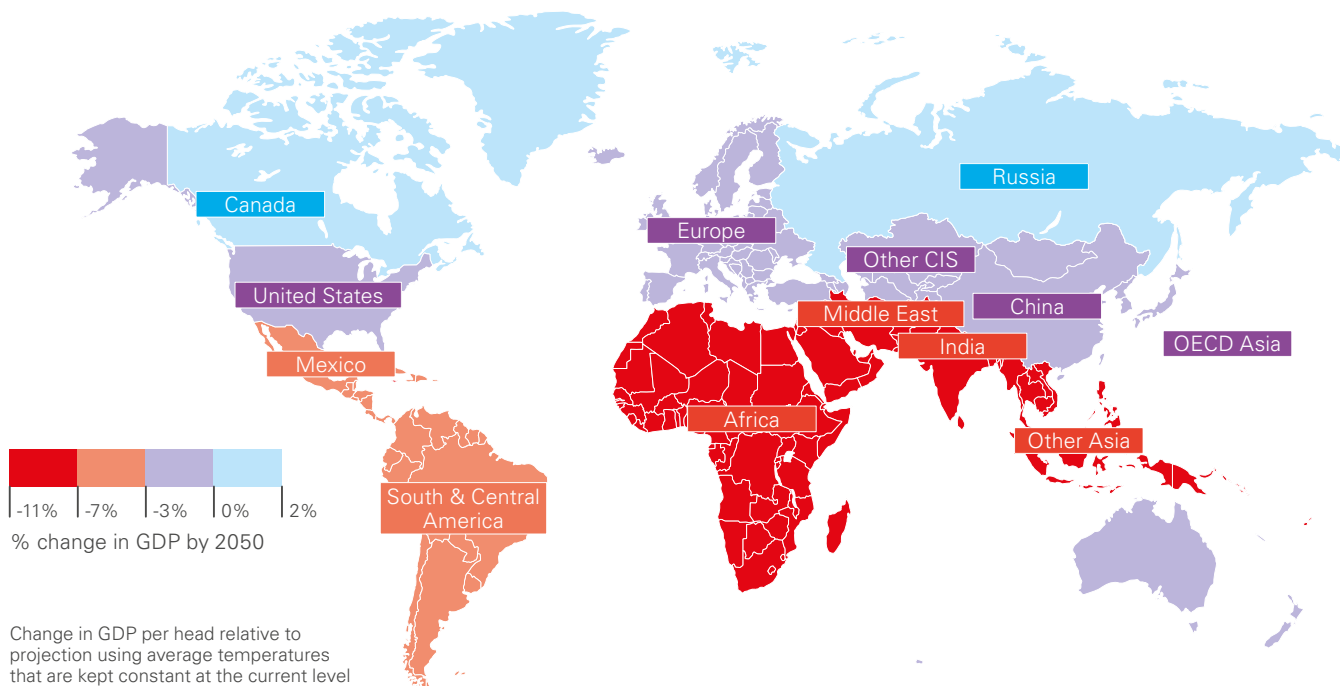 Canada
Russia
Europe
Other CIS
United States
China
Middle East
India
OECD Asia
Mexico
Africa
Other Asia
South & Central
America
-11% -7% -3% 0% 2%
% change in GDP by 2050
Change in GDP per head relative to
projection using average temperatures
that are kept constant at the current level